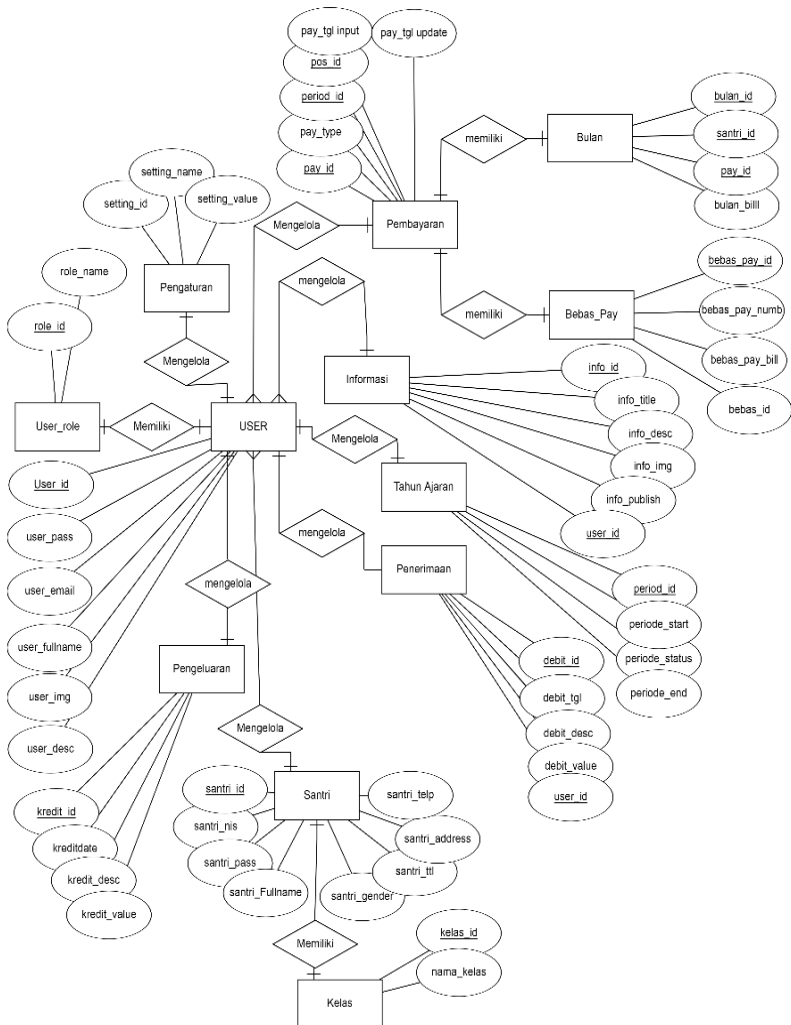 pay_tgl input
pay_tgl update
pos_id
period_id
pay_type
pay_id
memiliki
Bulan
bulan_id
santri_id
pay_id
bulan_billl
setting_name
setting_id
setting_value
Mengelola
Pembayaran
role_name
Pengaturan
mengelola
bebas_pay_id
role_id
memiliki
Bebas_Pay
bebas_pay_numb
Mengelola
Informasi
info_id
bebas_pay_bill
info_title
bebas_id
User_role
Memiliki
USER
Mengelola
info_desc
info_img
User_id
Tahun Ajaran
info_publish
user_pass
mengelola
user_id
user_email
mengelola
Penerimaan
period_id
periode_start
user_fullname
Pengeluaran
debit_id
periode_status
user_img
debit_tgl
periode_end
user_desc
Mengelola
debit_desc
debit_value
santri_id
Santri
santri_telp
user_id
kredit_id
santri_nis
santri_address
kreditdate
santri_pass
santri_ttl
kredit_desc
santri_Fullname
santri_gender
kredit_value
Memiliki
kelas_id
nama_kelas
Kelas